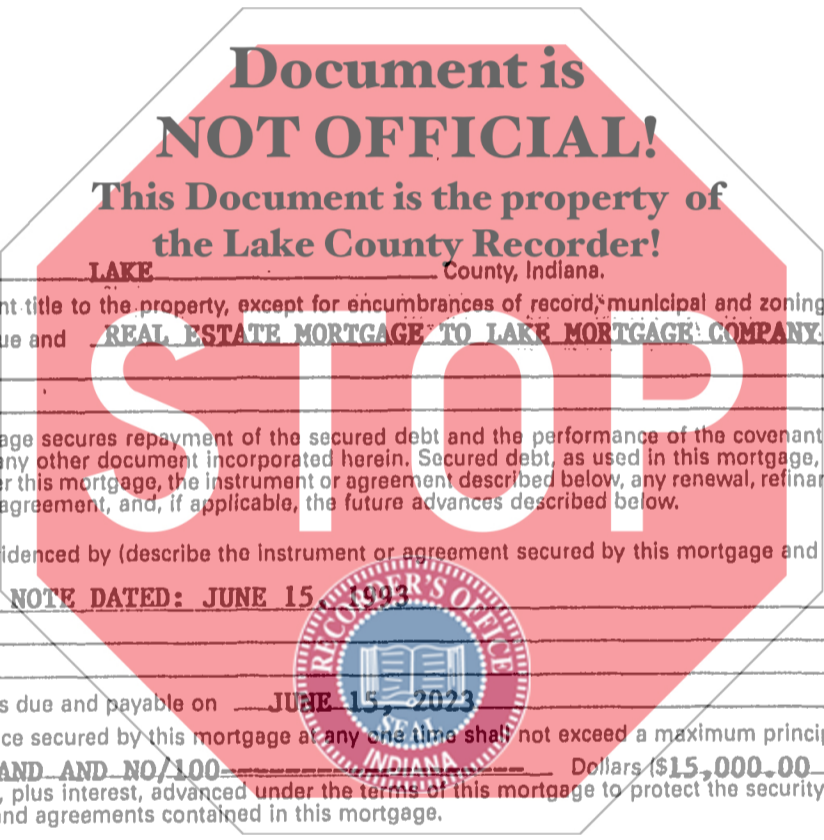 Document is
NOT OFFICIAL!
This Document is the property of
the Lake County Recorder!
LAKE County, Indiana.
nt title to the property, except for encumbrances of record, municipal and zoning
ue and REAL ESTATE MORTGAGE TO LAKE MORTGAGE COMPANY
STOP
age secures repayment of the secured debt and the performance of the covenant
any other document incorporated herein. Secured debt, as used in this mortgage,
er this mortgage, the instrument or agreement described below, any renewal, refinan
agreement, and, if applicable, the future advances described below.
idenced by (describe the instrument or agreement secured by this mortgage and
NOTE DATED: JUNE 15, 1993
RECORDER'S OFFICE
SEAL
INDIANA
s due and payable on JUNE 15, 2023
ce secured by this mortgage at any one time shall not exceed a maximum princip
AND AND NO/100---------------------- Dollars ($15,000.00
, plus interest, advanced under the terms of this mortgage to protect the security
nd agreements contained in this mortgage.